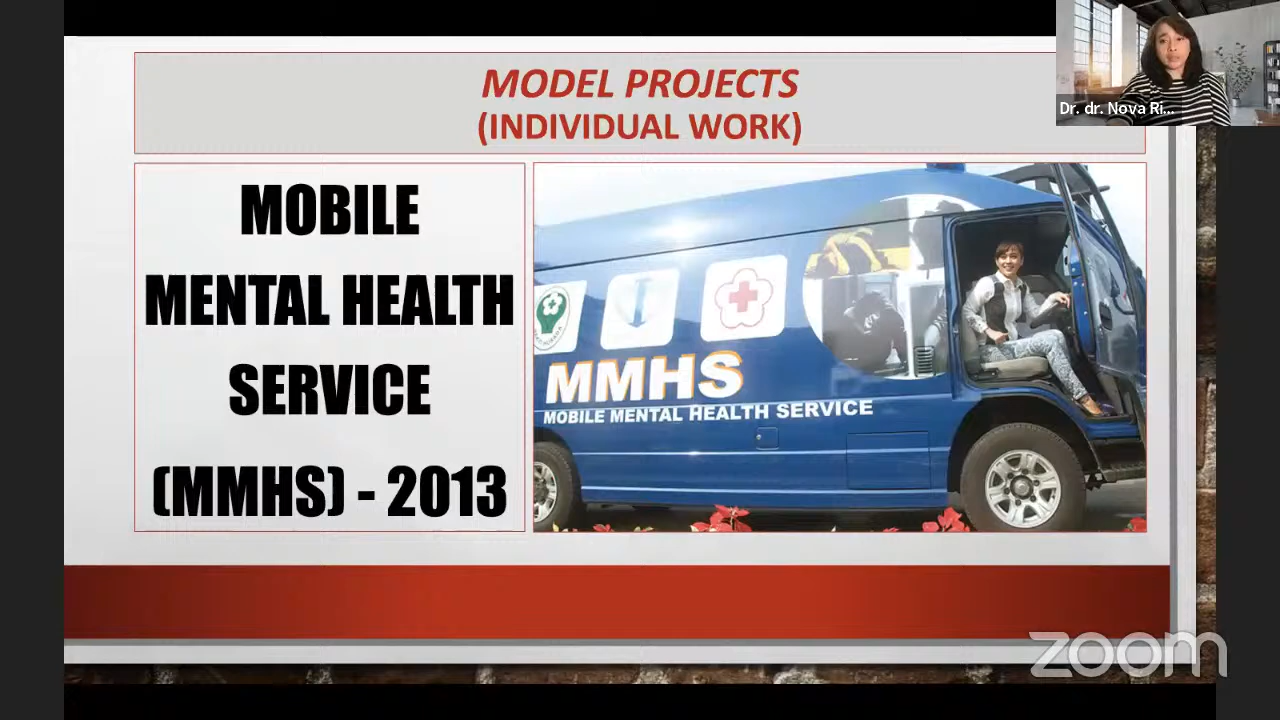 MODEL PROJECTS
(INDIVIDUAL WORK)
Dr. dr. Nova Ri...
MOBILE
MENTAL HEALTH
SERVICE
(MMHS) - 2013
MMHS
MOBILE MENTAL HEALTH SERVICE
zoom